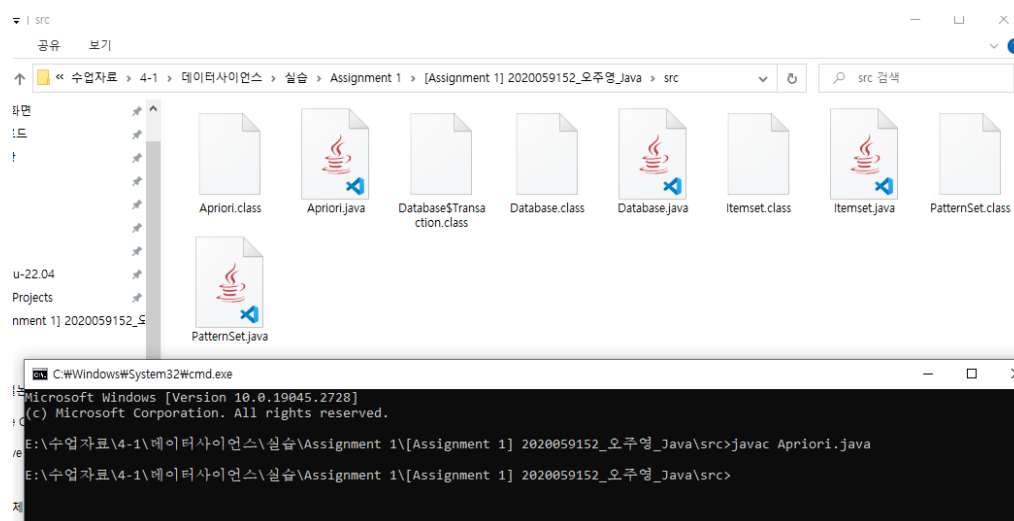 src
공유 보기
« 수업자료 › 4-1 › 데이터사이언스 › 실습 › Assignment 1 › [Assignment 1] 2020059152_오주영_Java › src
src 검색
화면
Apriori.class
Apriori.java
Database$Transa
ction.class
Database.class
Database.java
Itemset.class
Itemset.java
PatternSet.class
u-22.04
Projects
nment 1] 2020059152_오
PatternSet.java
C:₩Windows₩System32₩cmd.exe
Microsoft Windows [Version 10.0.19045.2728]
(c) Microsoft Corporation. All rights reserved.
E:\수업자료\4-1\데이터사이언스\실습\Assignment 1\[Assignment 1] 2020059152_오주영_Java\src>javac Apriori.java
E:\수업자료\4-1\데이터사이언스\실습\Assignment 1\[Assignment 1] 2020059152_오주영_Java\src>